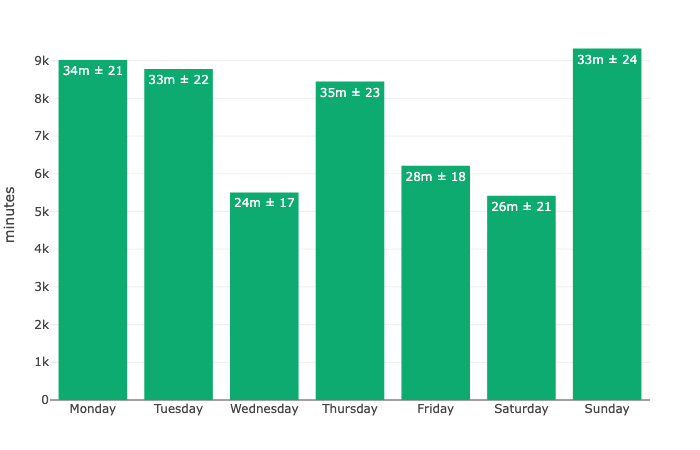 9k
8k
7k
6k
5k
4k
3k
2k
1k
0
minutes
34m ± 21
33m ± 22
24m ± 17
35m ± 23
28m ± 18
26m ± 21
33m ± 24
Monday
Tuesday
Wednesday
Thursday
Friday
Saturday
Sunday